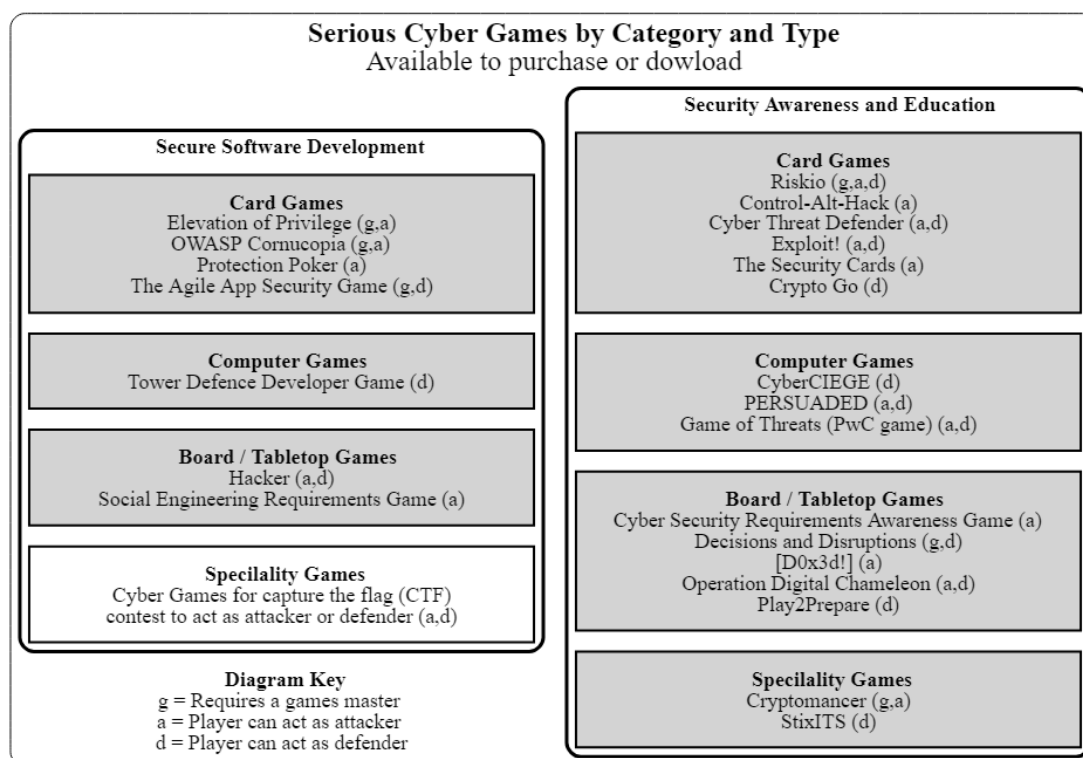 Serious Cyber Games by Category and Type
Available to purchase or dowload
Secure Software Development
Card Games
Elevation of Privilege (g,a)
OWASP Cornucopia (g,a)
Protection Poker (a)
The Agile App Security Game (g,d)
Computer Games
Tower Defence Developer Game (d)
Board / Tabletop Games
Hacker (a,d)
Social Engineering Requirements Game (a)
Specilality Games
Cyber Games for capture the flag (CTF)
contest to act as attacker or defender (a,d)
Diagram Key
g = Requires a games master
a = Player can act as attacker
d = Player can act as defender
Security Awareness and Education
Card Games
Riskio (g,a,d)
Control-Alt-Hack (a)
Cyber Threat Defender (a,d)
Exploit! (a,d)
The Security Cards (a)
Crypto Go (d)
Computer Games
CyberCIEGE (d)
PERSUADED (a,d)
Game of Threats (PwC game) (a,d)
Board / Tabletop Games
Cyber Security Requirements Awareness Game (a)
Decisions and Disruptions (g,d)
[D0x3d!] (a)
Operation Digital Chameleon (a,d)
Play2Prepare (d)
Specilality Games
Cryptomancer (g,a)
StixITS (d)